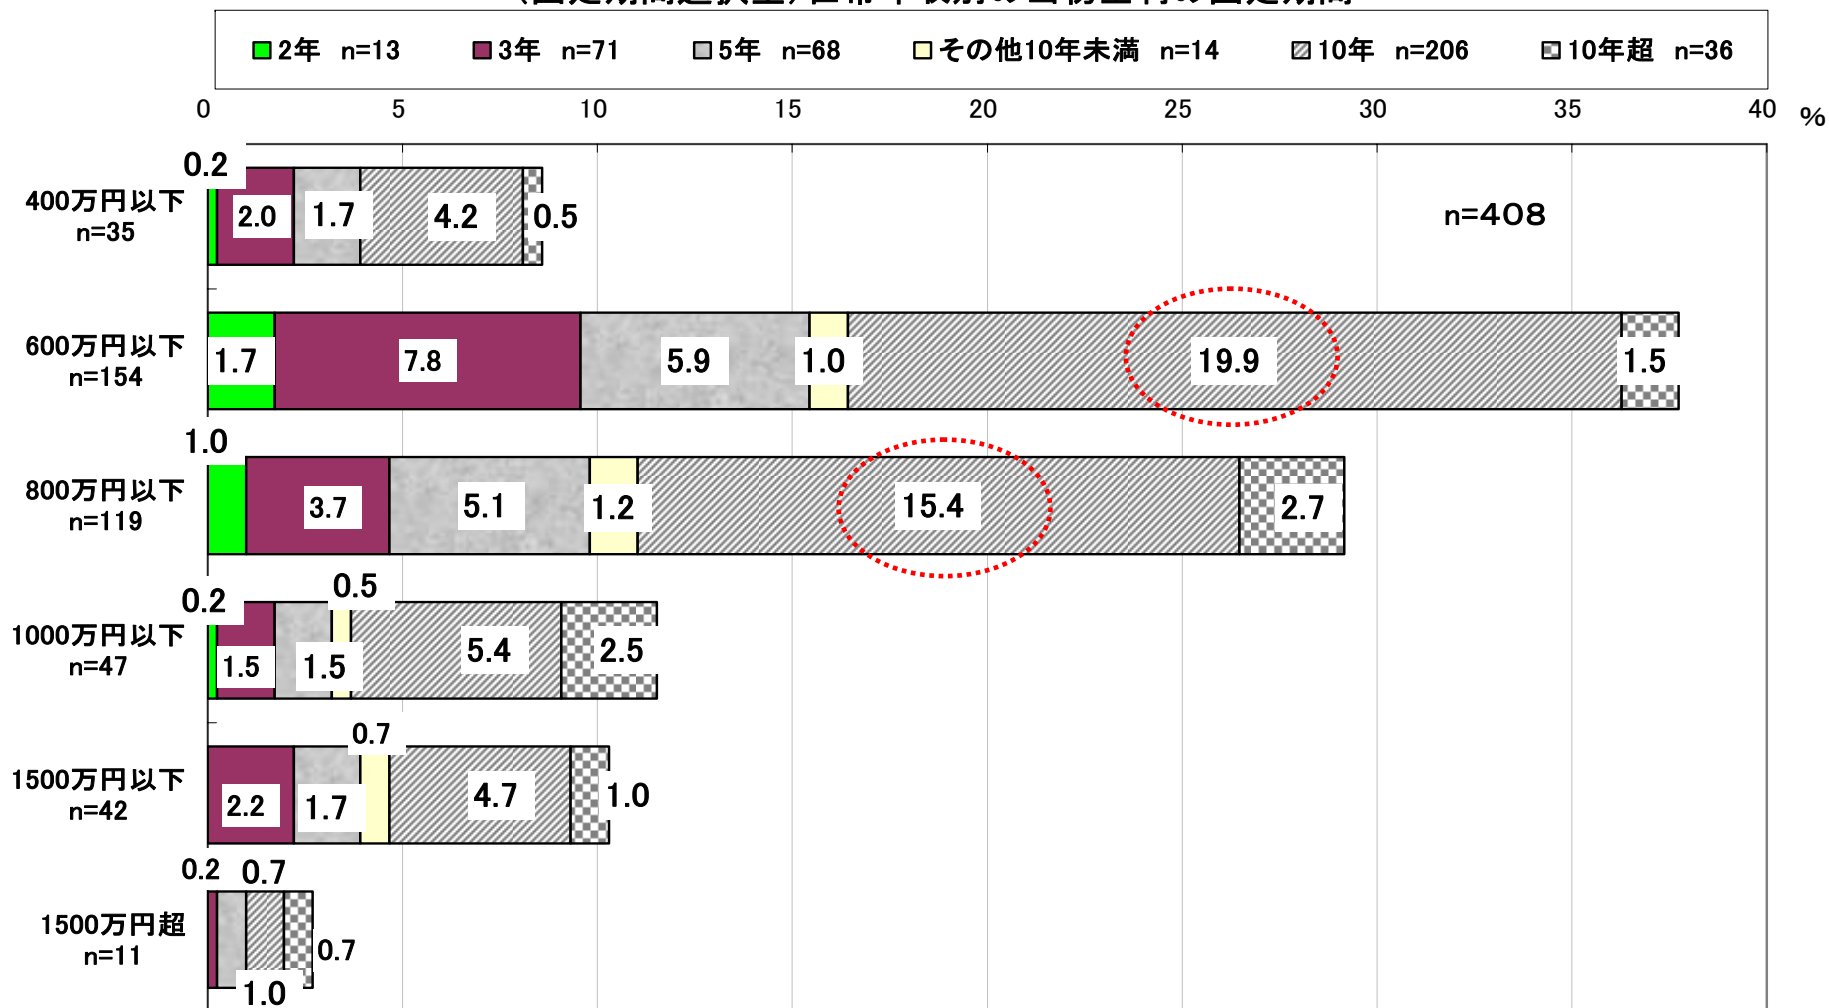 2年 n=13 3年 n=71 5年 n=68 その他10年未満 n=14 10年 n=206 10年超 n=36
0 5 10 15 20 25 30 35 40 %
400万円以下
n=35
0.2 2.0 1.7 4.2 0.5
n=408
600万円以下
n=154
1.7 7.8 5.9 1.0 19.9 1.5
800万円以下
n=119
1.0 3.7 5.1 1.2 15.4 2.7
1000万円以下
n=47
0.2 1.5 1.5 0.5 5.4 2.5
1500万円以下
n=42
2.2 1.7 0.7 4.7 1.0
1500万円超
n=11
0.2 0.7 1.0 0.7